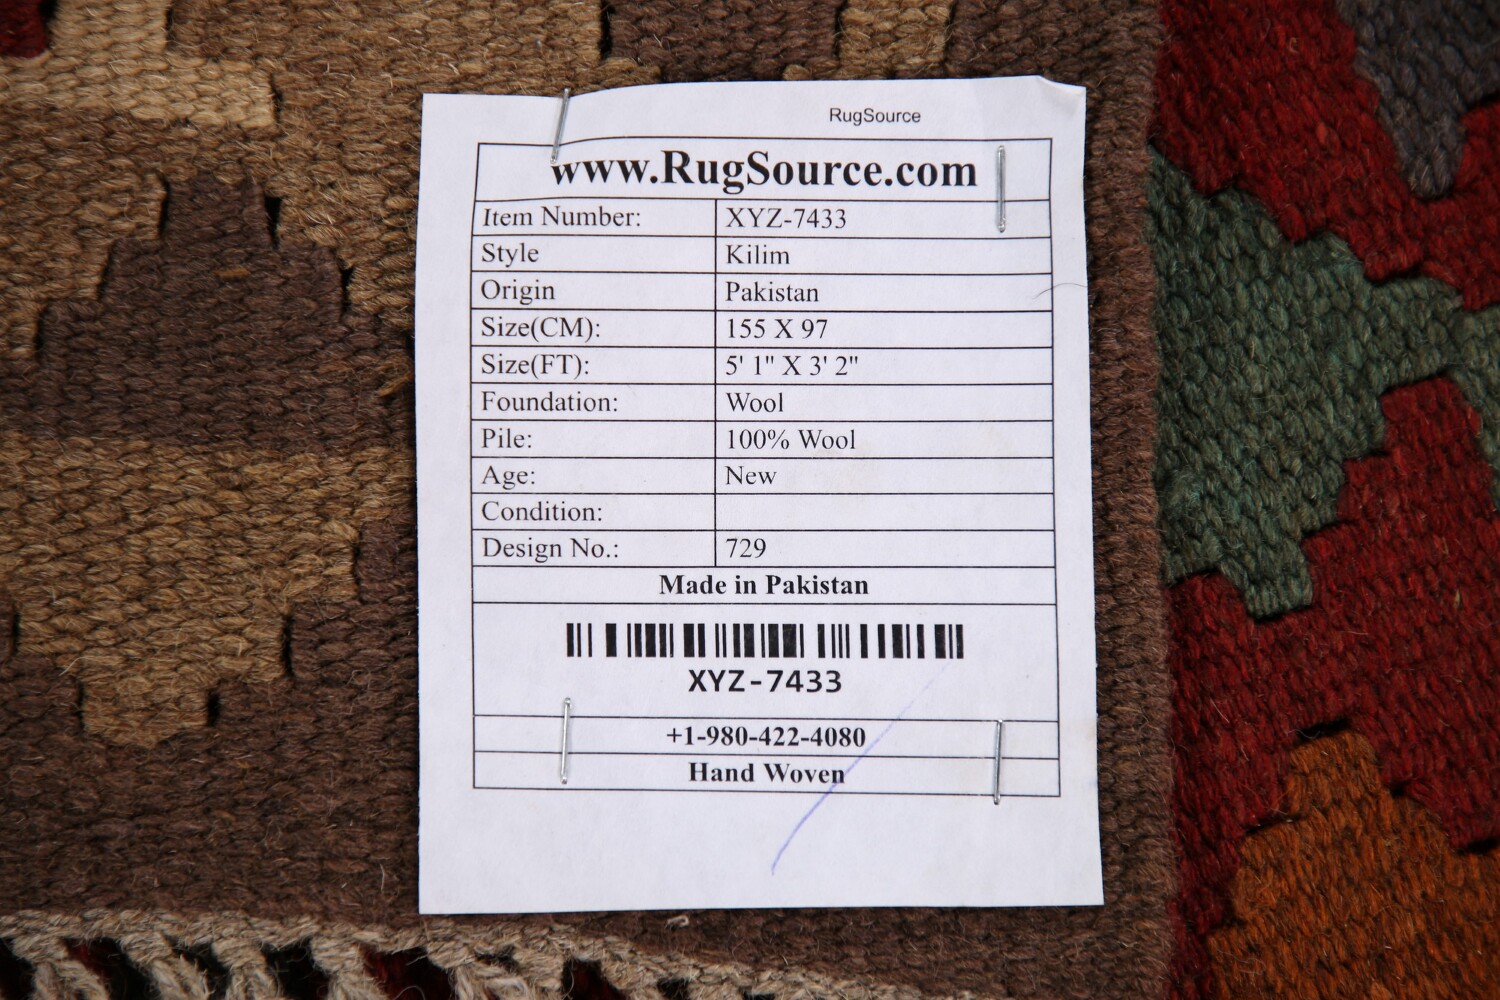 RugSource
www.RugSource.com
Item Number: XYZ-7433
Style Kilim
Origin Pakistan
Size(CM): 155 X 97
Size(FT): 5' 1" X 3' 2"
Foundation: Wool
Pile: 100% Wool
Age: New
Condition:
Design No.: 729
Made in Pakistan
XYZ-7433
+1-980-422-4080
Hand Woven